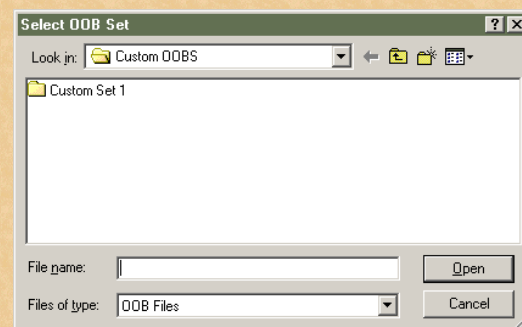 Select OOB Set
Look in: Custom OOBS
Custom Set 1
File name: Open
Files of type: OOB Files Cancel